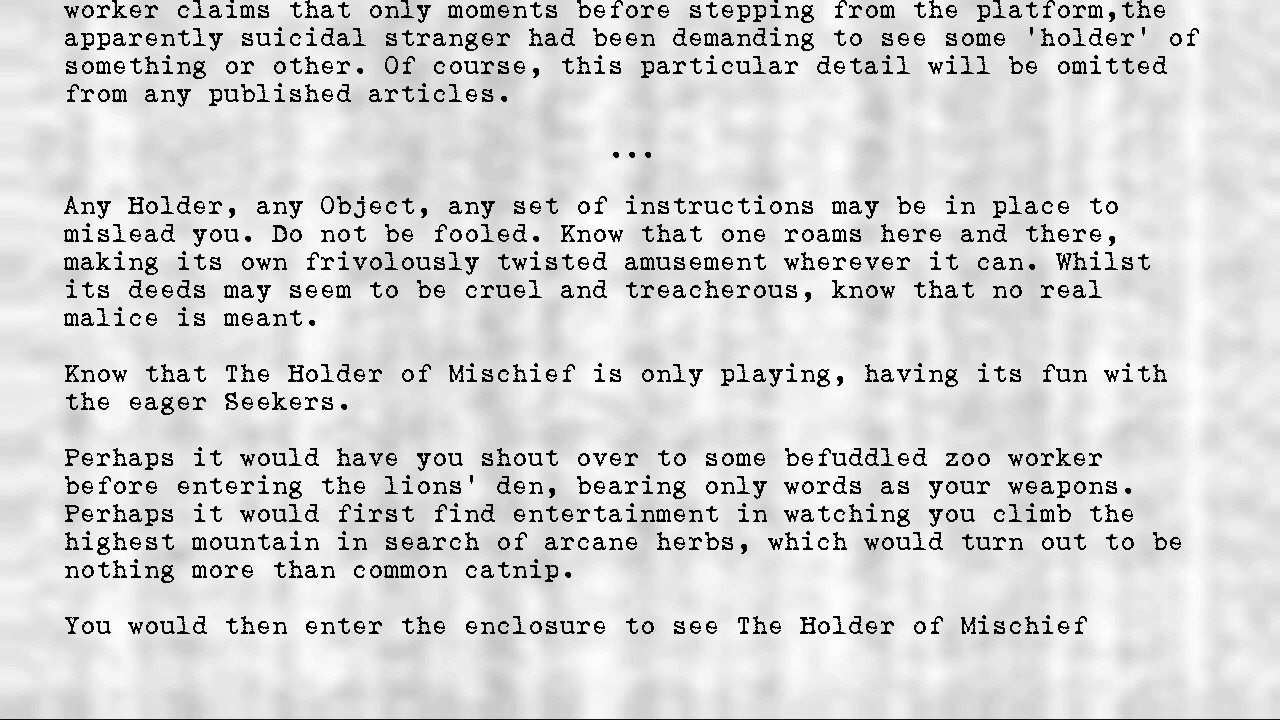 worker claims that only moments before stepping from the platform,the
apparently suicidal stranger had been demanding to see some 'holder' of
something or other. Of course, this particular detail will be omitted
from any published articles.
...
Any Holder, any Object, any set of instructions may be in place to
mislead you. Do not be fooled. Know that one roams here and there,
making its own frivolously twisted amusement wherever it can. Whilst
its deeds may seem to be cruel and treacherous, know that no real
malice is meant.
Know that The Holder of Mischief is only playing, having its fun with
the eager Seekers.
Perhaps it would have you shout over to some befuddled zoo worker
before entering the lions' den, bearing only words as your weapons.
Perhaps it would first find entertainment in watching you climb the
highest mountain in search of arcane herbs, which would turn out to be
nothing more than common catnip.
You would then enter the enclosure to see The Holder of Mischief